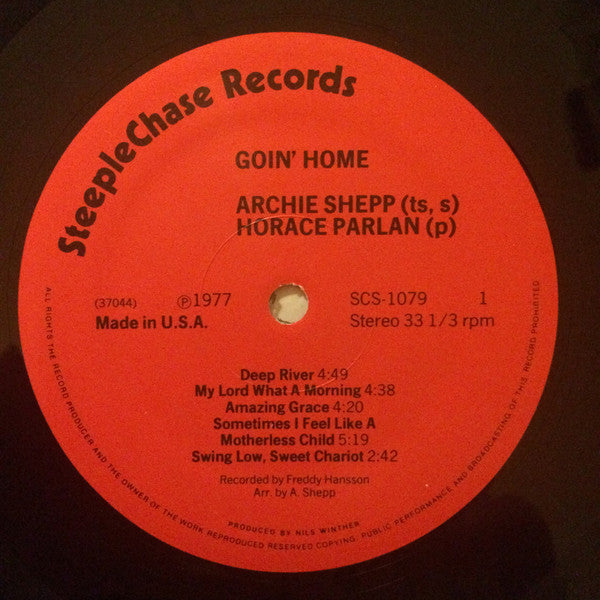 SteepleChase Records
GOIN' HOME
ARCHIE SHEPP (ts, s)
HORACE PARLAN (p)
(37044) ℗1977 SCS-1079 1
Made in U.S.A. Stereo 33 1/3 rpm
Deep River 4:49
My Lord What A Morning 4:38
Amazing Grace 4:20
Sometimes I Feel Like A
Motherless Child 5:19
Swing Low, Sweet Chariot 2:42
Recorded by Freddy Hansson
Arr. by A. Shepp
PRODUCED BY NILS WINTHER
ALL RIGHTS THE RECORD PRODUCER AND THE OWNER OF THE WORK REPRODUCED RESERVED COPYING, PUBLIC PERFORMANCE AND BROADCASTING OF THIS RECORD PROHIBITED